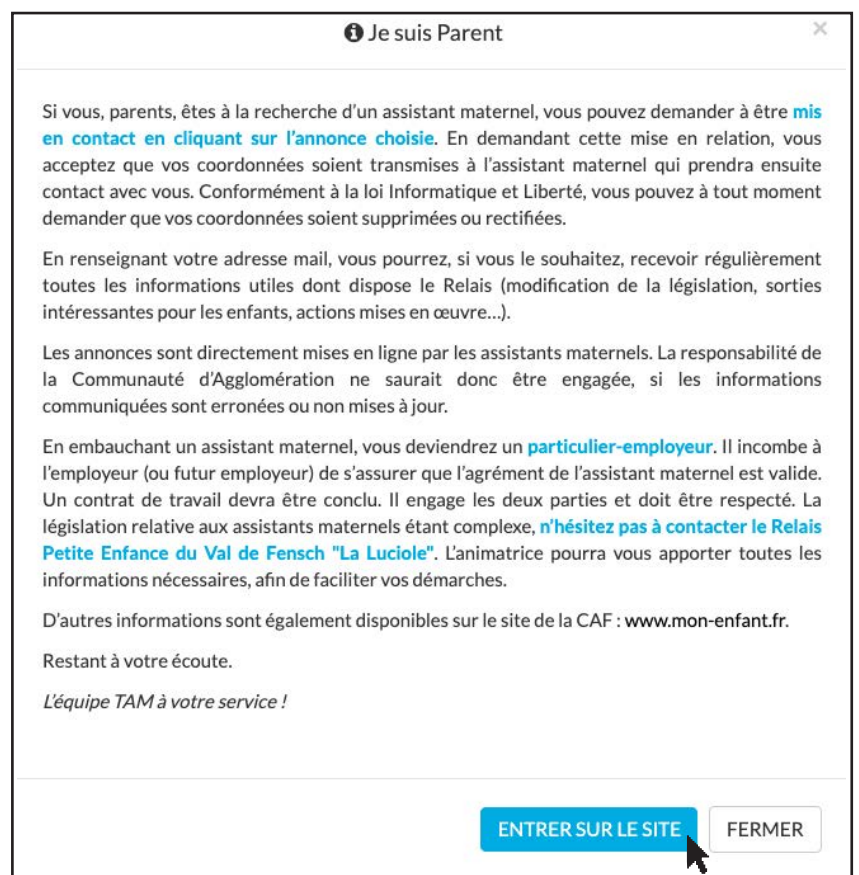 Je suis Parent ×
Si vous, parents, êtes à la recherche d'un assistant maternel, vous pouvez demander à être mis
en contact en cliquant sur l'annonce choisie. En demandant cette mise en relation, vous
acceptez que vos coordonnées soient transmises à l'assistant maternel qui prendra ensuite
contact avec vous. Conformément à la loi Informatique et Liberté, vous pouvez à tout moment
demander que vos coordonnées soient supprimées ou rectifiées.
En renseignant votre adresse mail, vous pourrez, si vous le souhaitez, recevoir régulièrement
toutes les informations utiles dont dispose le Relais (modification de la législation, sorties
intéressantes pour les enfants, actions mises en œuvre...).
Les annonces sont directement mises en ligne par les assistants maternels. La responsabilité de
la Communauté d'Agglomération ne saurait donc être engagée, si les informations
communiquées sont erronées ou non mises à jour.
En embauchant un assistant maternel, vous deviendrez un particulier-employeur. Il incombe à
l'employeur (ou futur employeur) de s'assurer que l'agrément de l'assistant maternel est valide.
Un contrat de travail devra être conclu. Il engage les deux parties et doit être respecté. La
législation relative aux assistants maternels étant complexe, n'hésitez pas à contacter le Relais
Petite Enfance du Val de Fensch "La Luciole". L'animatrice pourra vous apporter toutes les
informations nécessaires, afin de faciliter vos démarches.
D'autres informations sont également disponibles sur le site de la CAF : www.mon-enfant.fr.
Restant à votre écoute.
L'équipe TAM à votre service !
ENTRER SUR LE SITE FERMER